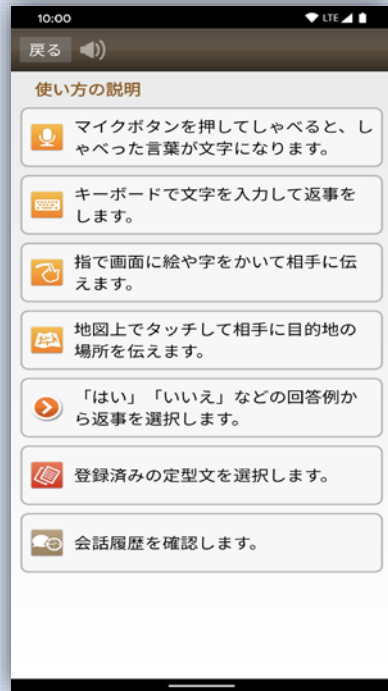 10:00
LTE
戻る
使い方の説明
マイクボタンを押してしゃべると、し
ゃべった言葉が文字になります。
キーボードで文字を入力して返事を
します。
指で画面に絵や字をかいて相手に伝
えます。
地図上でタッチして相手に目的地の
場所を伝えます。
「はい」「いいえ」などの回答例か
ら返事を選択します。
登録済みの定型文を選択します。
会話履歴を確認します。